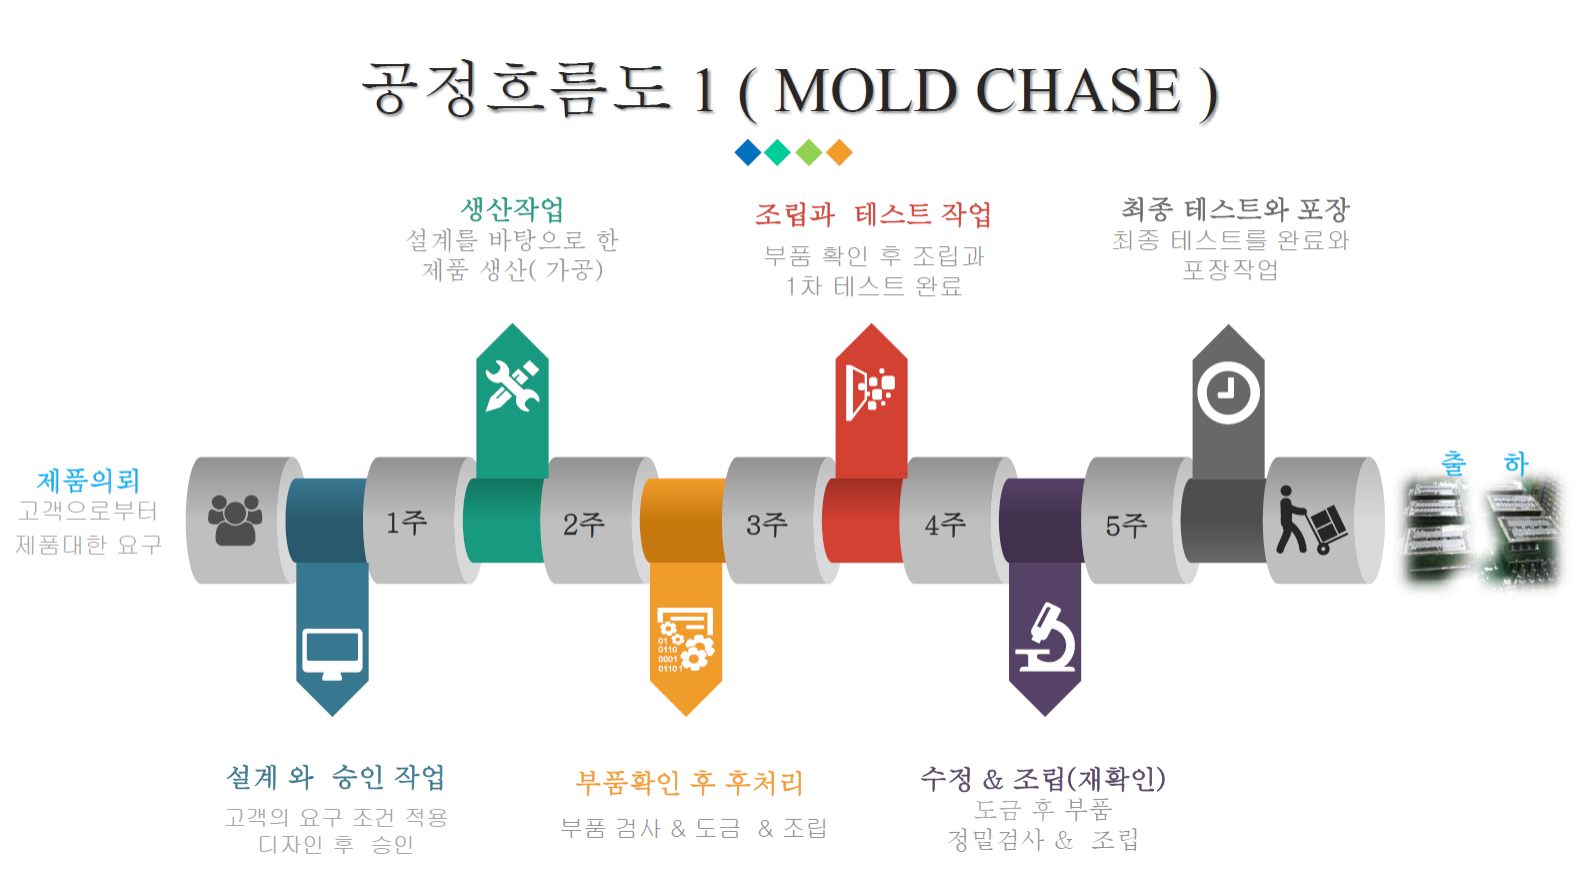 공정흐름도 1 ( MOLD CHASE )
생산작업
설계를 바탕으로 한
제품 생산( 가공)
조립과 테스트 작업
부품 확인 후 조립과
1차 테스트 완료
최종 테스트와 포장
최종 테스트를 완료와
포장작업
제품의뢰
고객으로부터
제품대한 요구
1주
2주
3주
4주
5주
출 하
01
0110
0001
01101
설계 와 승인 작업
고객의 요구 조건 적용
디자인 후 승인
부품확인 후 후처리
부품 검사 & 도금 & 조립
수정 & 조립(재확인)
도금 후 부품
정밀검사 & 조립